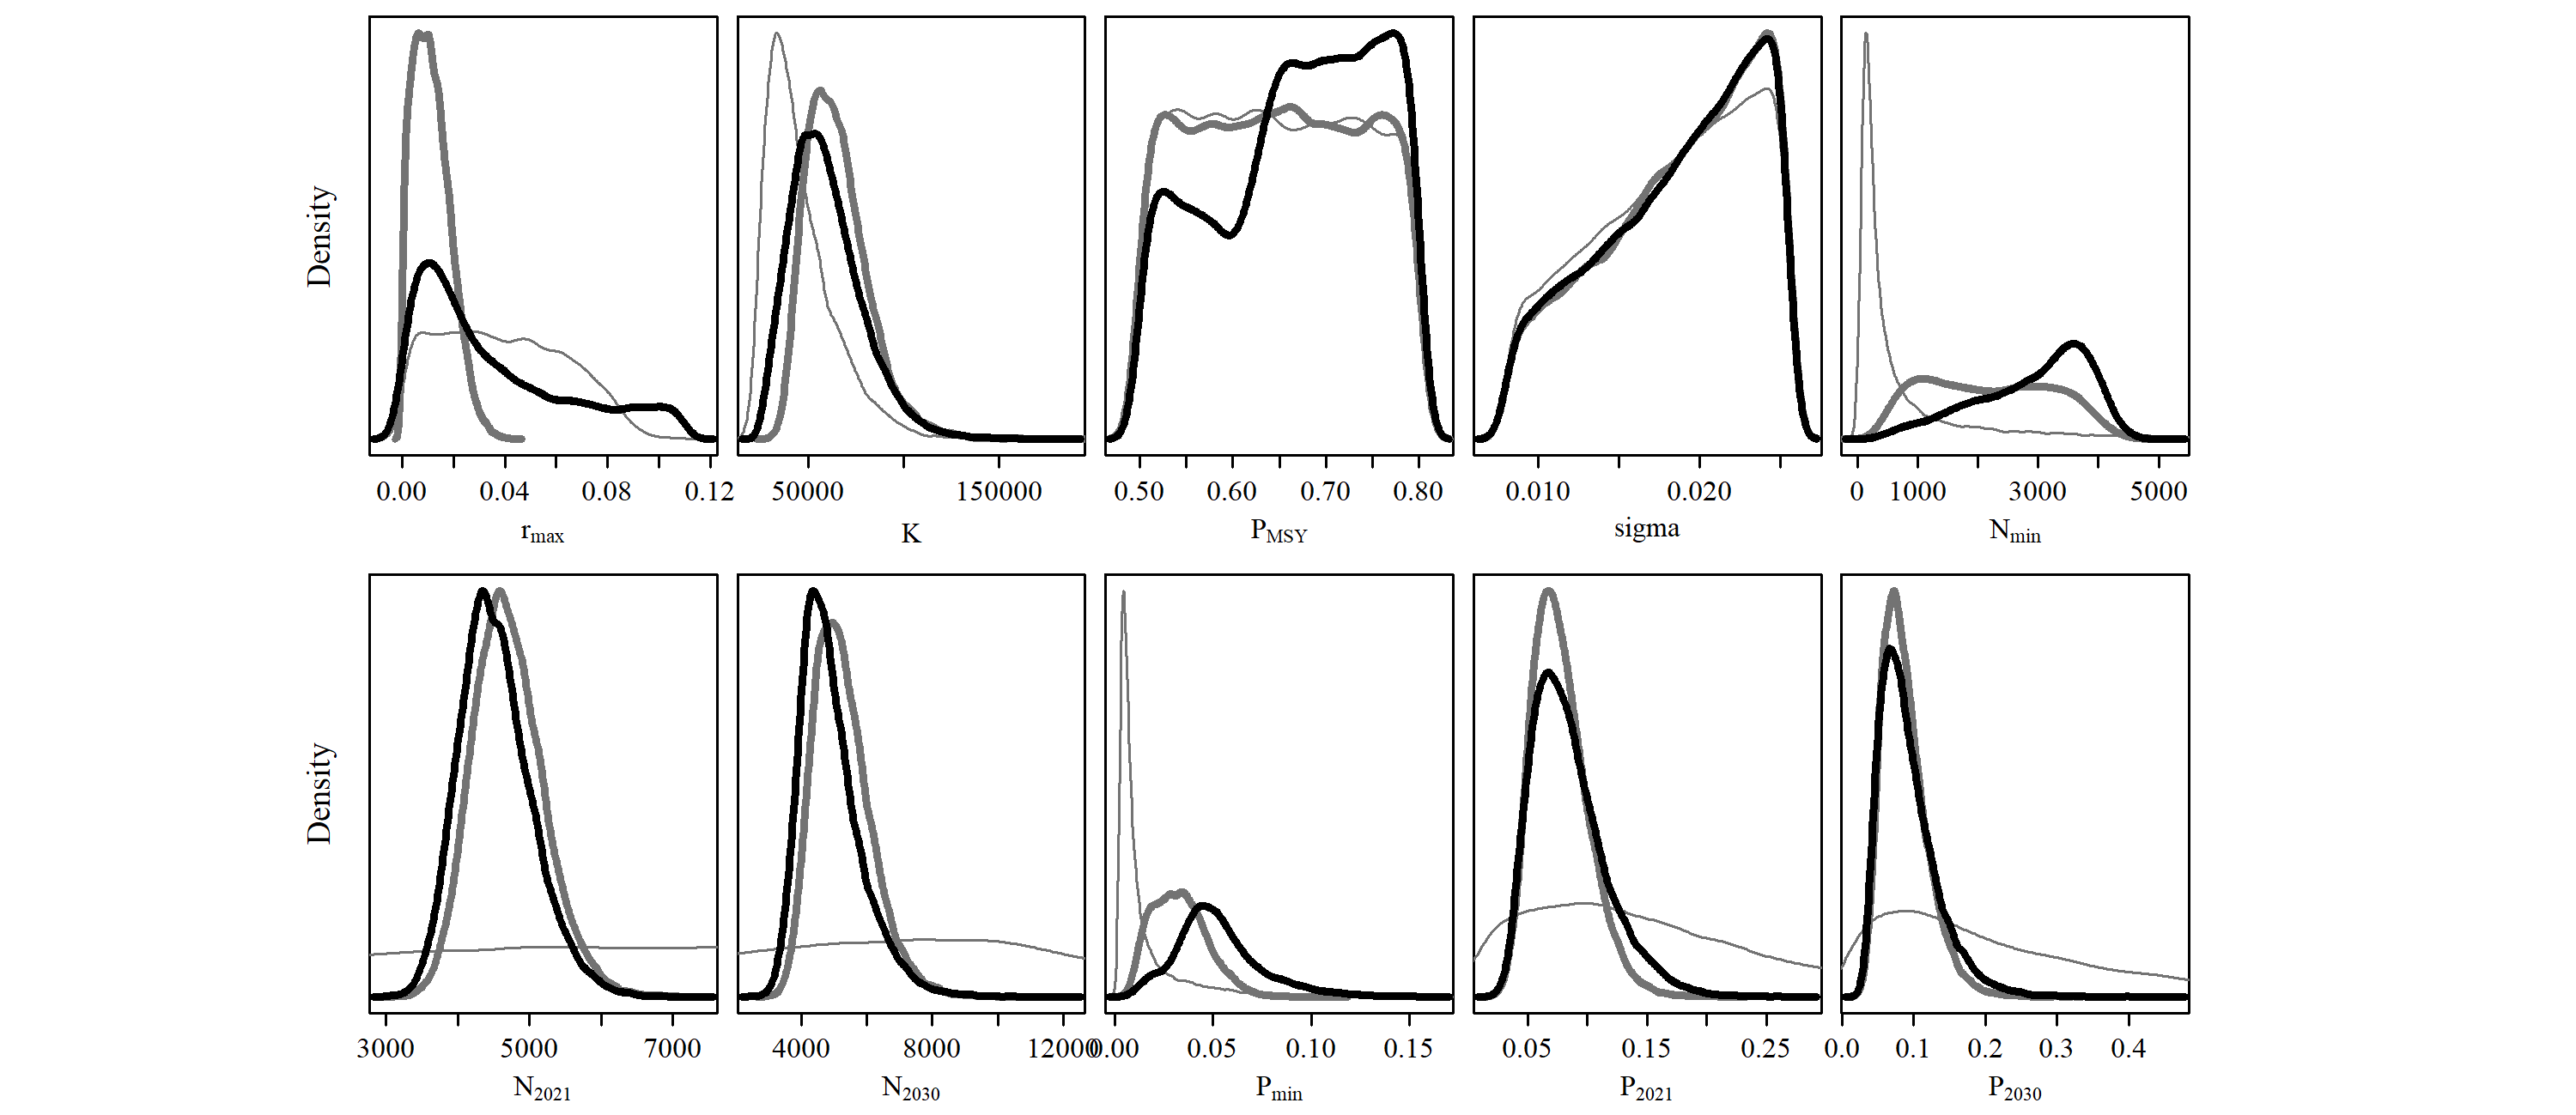 Density
0.00 0.04 0.08 0.12 50000 150000 0.50 0.60 0.70 0.80 0.010 0.020 0 1000 3000 5000
rmax K PMSY sigma Nmin
Density
3000 5000 7000 4000 8000 12000 0.00 0.05 0.10 0.15 0.05 0.15 0.25 0.0 0.1 0.2 0.3 0.4
N2021 N2030 Pmin P2021 P2030